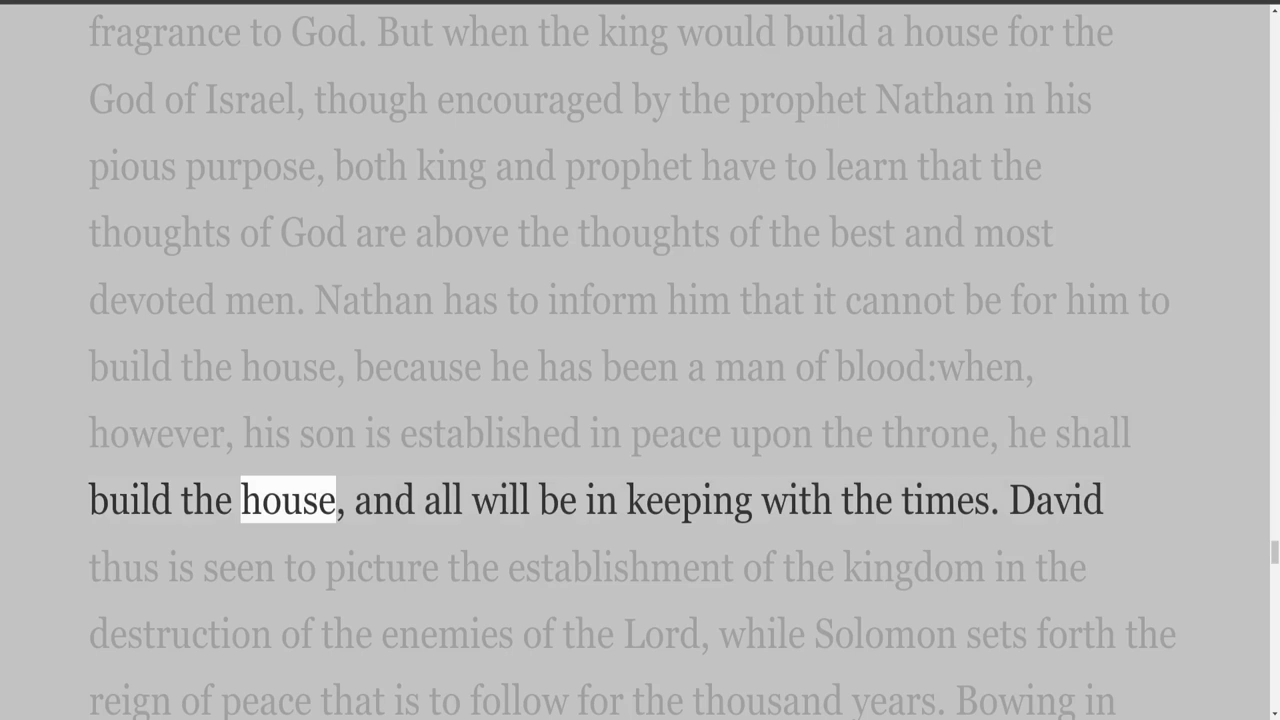 fragrance to God. But when the king would build a house for the
God of Israel, though encouraged by the prophet Nathan in his
pious purpose, both king and prophet have to learn that the
thoughts of God are above the thoughts of the best and most
devoted men. Nathan has to inform him that it cannot be for him to
build the house, because he has been a man of blood:when,
however, his son is established in peace upon the throne, he shall
build the house, and all will be in keeping with the times. David
thus is seen to picture the establishment of the kingdom in the
destruction of the enemies of the Lord, while Solomon sets forth the
reign of peace that is to follow for the thousand years. Bowing in